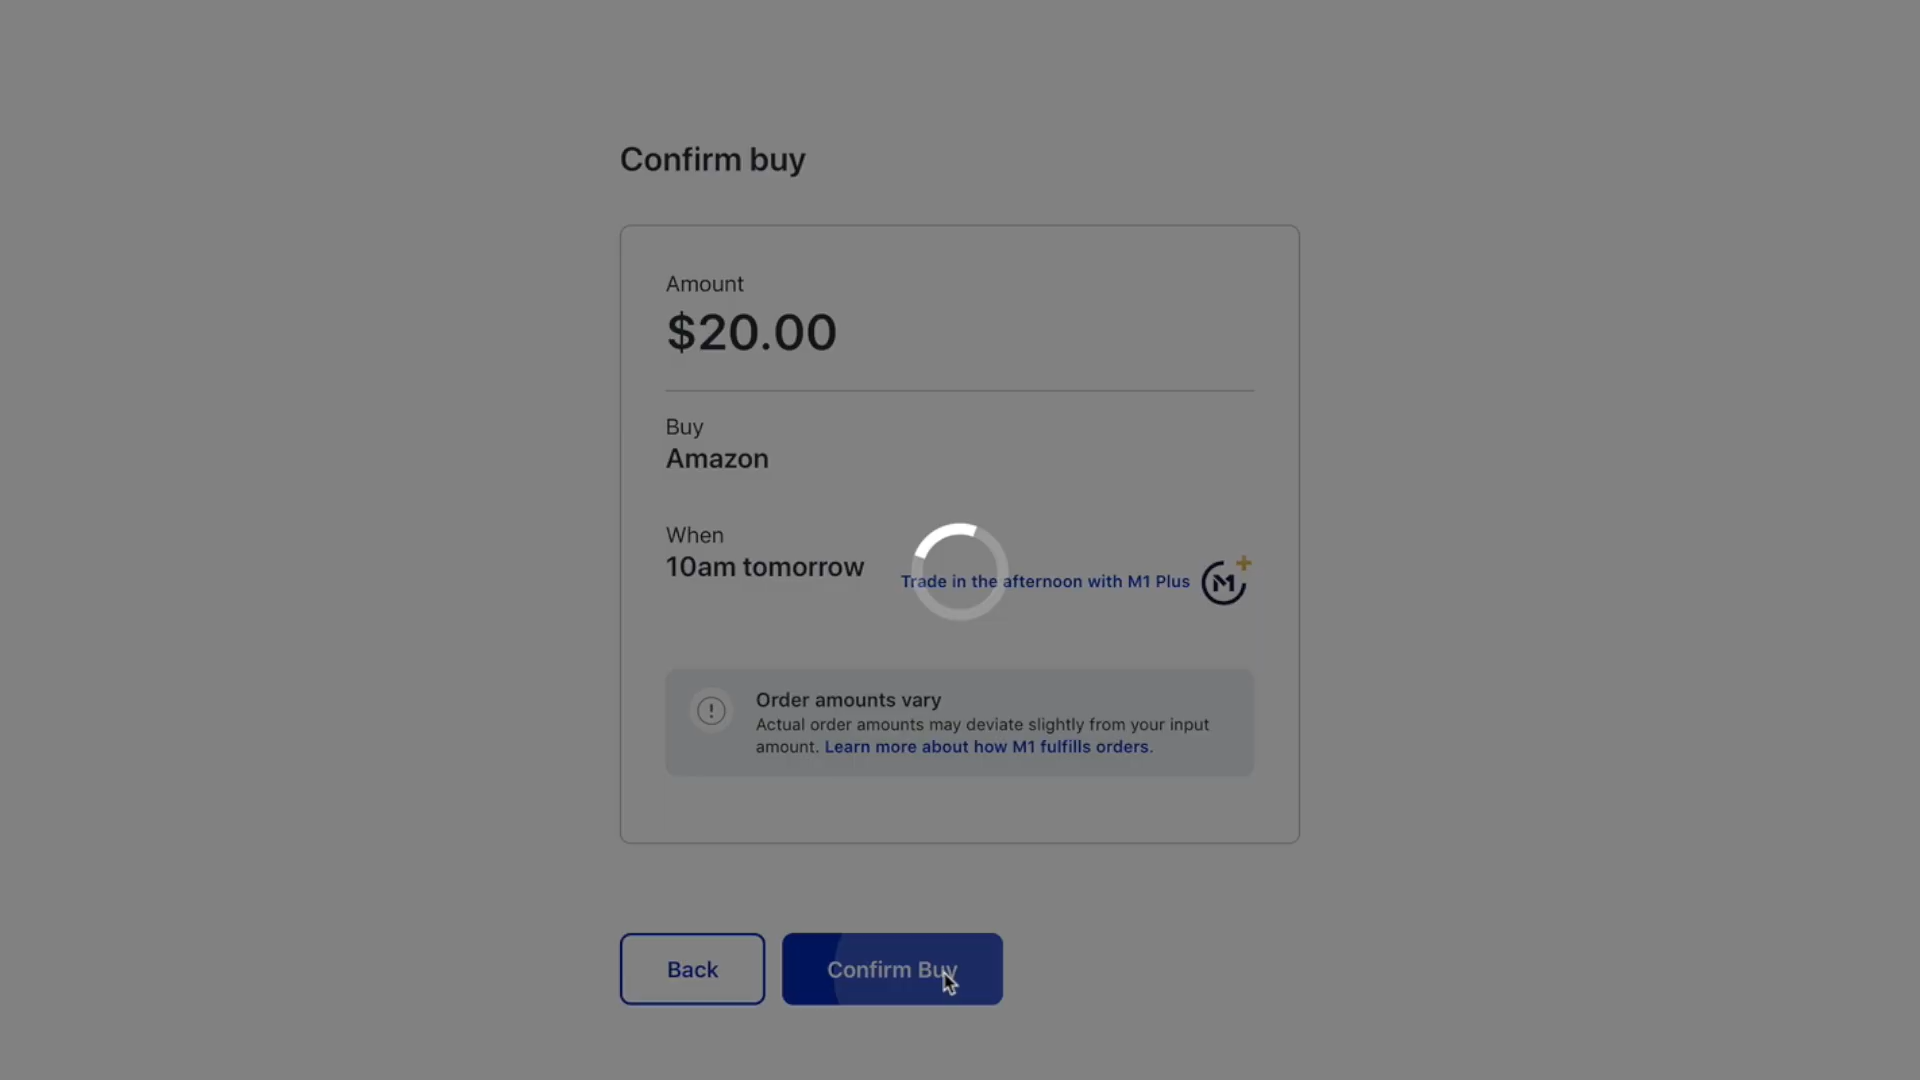 Confirm buy
Amount
$20.00
Buy
Amazon
When
10am tomorrow
Trade in the afternoon with M1 Plus
M1+
Order amounts vary
Actual order amounts may deviate slightly from your input
amount. Learn more about how M1 fulfills orders.
Back
Confirm Buy